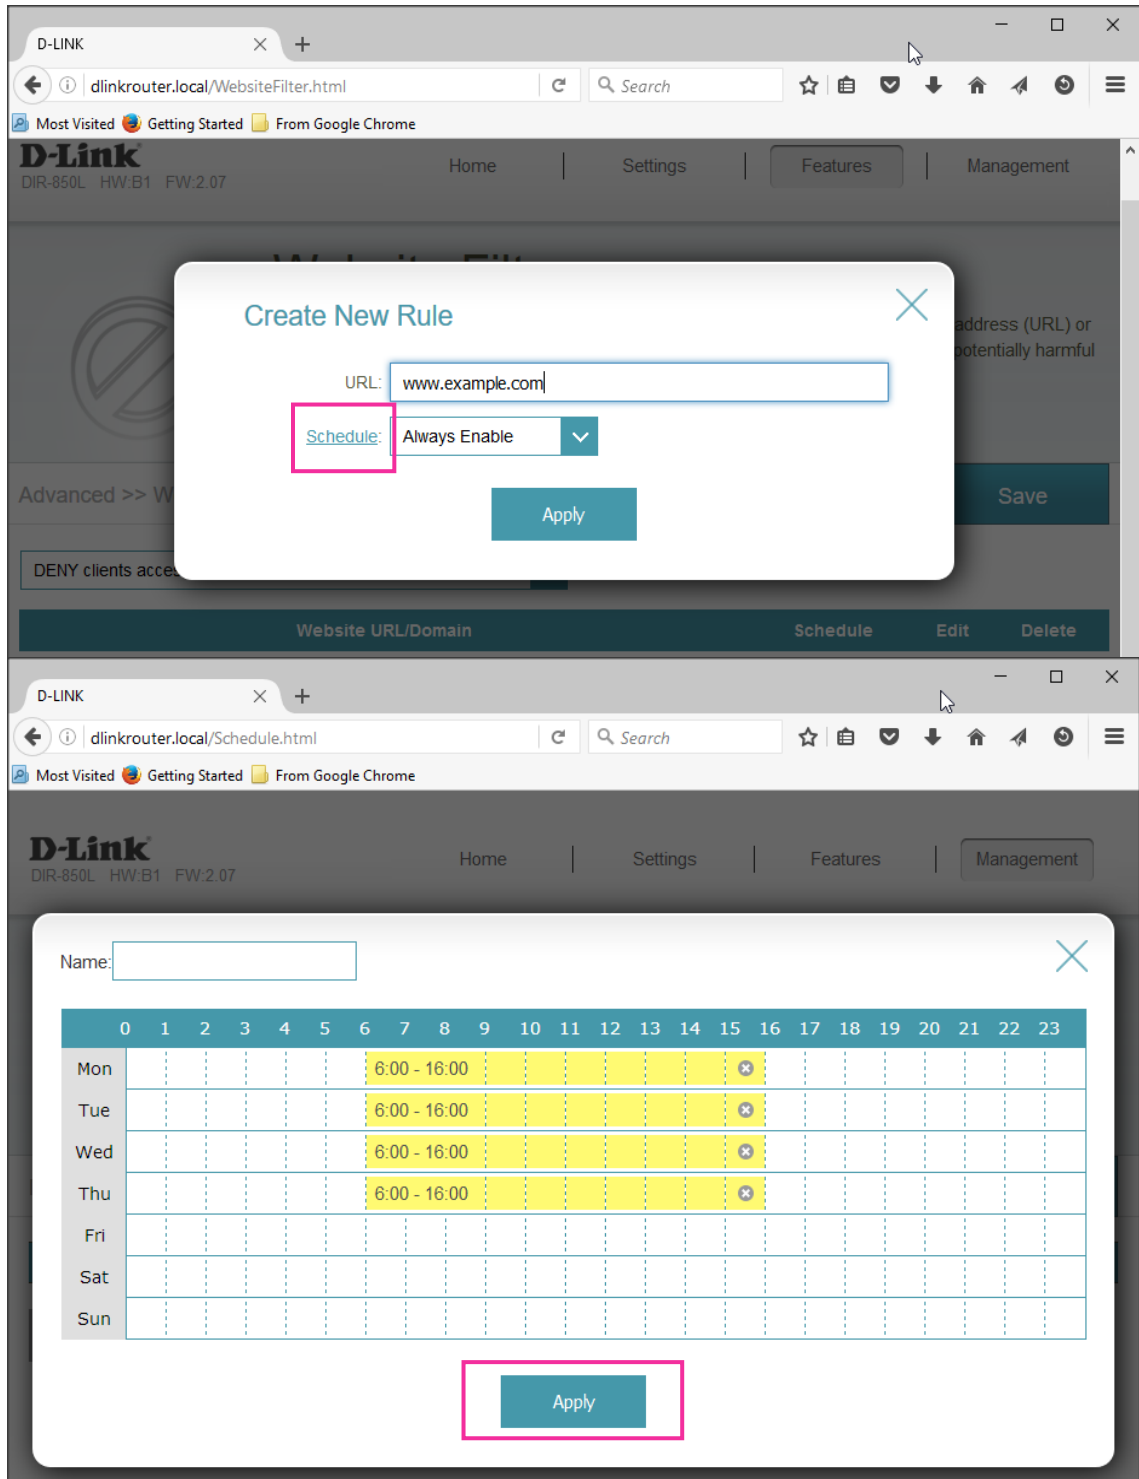 D-LINK
dlinkrouter.local/WebsiteFilter.html
Search
Most Visited Getting Started From Google Chrome
D-Link
Home Settings Features Management
DIR-850L HW:B1 FW:2.07
Create New Rule
address (URL) or
potentially harmful
URL: www.example.com
Schedule: Always Enable
Advanced >> W
Save
Apply
DENY clients acces
Website URL/Domain Schedule Edit Delete
D-LINK
dlinkrouter.local/Schedule.html
Search
Most Visited Getting Started From Google Chrome
D-Link
Home Settings Features Management
DIR-850L HW:B1 FW:2.07
Name:
0 1 2 3 4 5 6 7 8 9 10 11 12 13 14 15 16 17 18 19 20 21 22 23
Mon 6:00 - 16:00
Tue 6:00 - 16:00
Wed 6:00 - 16:00
Thu 6:00 - 16:00
Fri
Sat
Sun
Apply